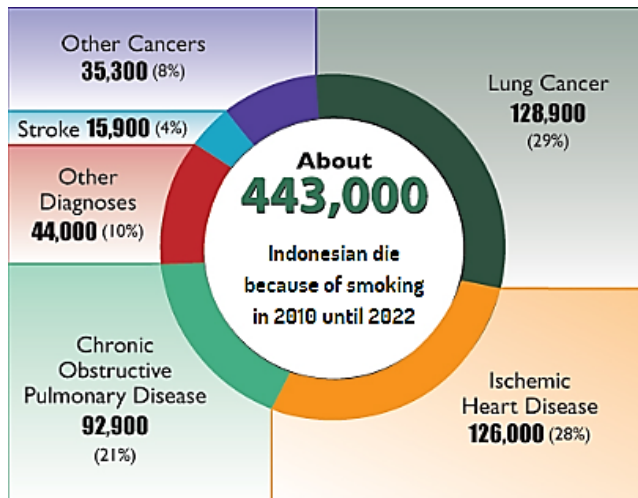 Other Cancers
35,300 (8%)
Stroke 15,900 (4%)
Other
Diagnoses
44,000 (10%)
Chronic
Obstructive
Pulmonary Disease
92,900
(21%)
About
443,000
Indonesian die
because of smoking
in 2010 until 2022
Lung Cancer
128,900
(29%)
Ischemic
Heart Disease
126,000 (28%)